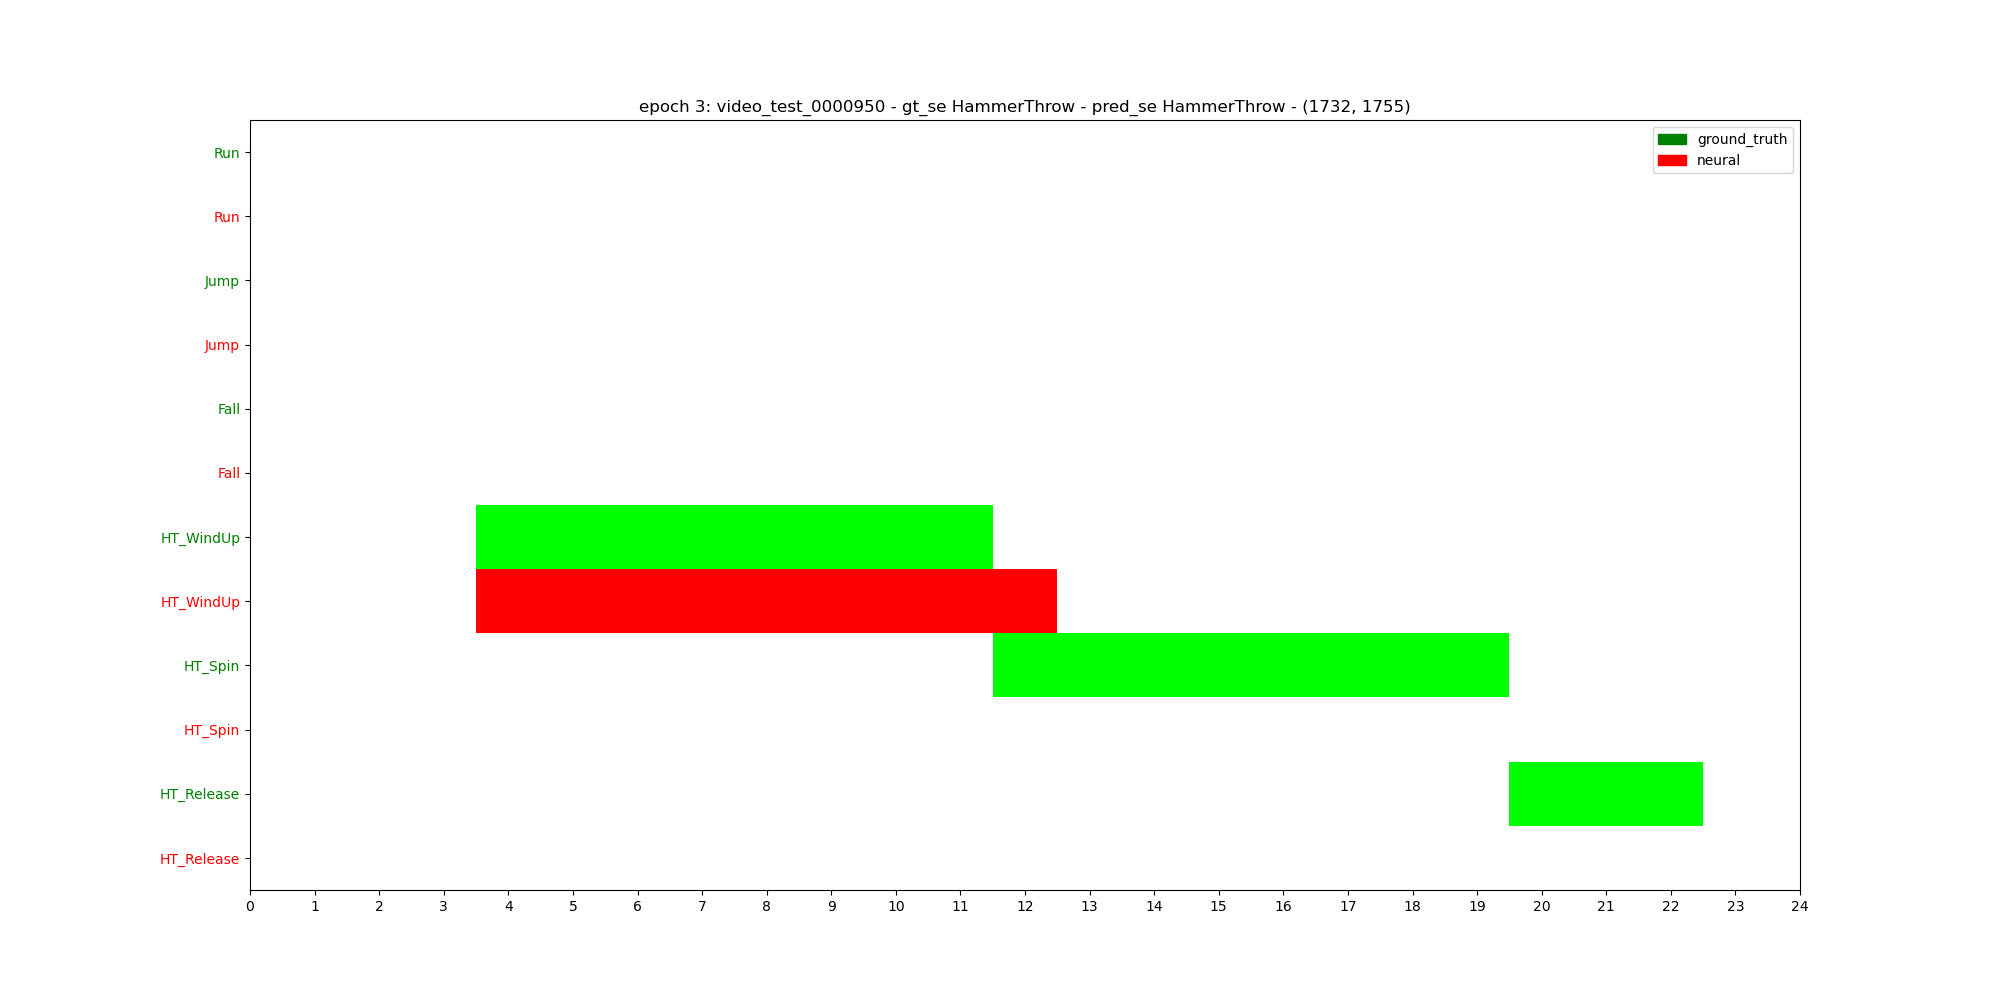 epoch 3: video_test_0000950 - gt_se HammerThrow - pred_se HammerThrow - (1732, 1755)
ground_truth
neural
Run
Run
Jump
Jump
Fall
Fall
HT_WindUp
HT_WindUp
HT_Spin
HT_Spin
HT_Release
HT_Release
0 1 2 3 4 5 6 7 8 9 10 11 12 13 14 15 16 17 18 19 20 21 22 23 24